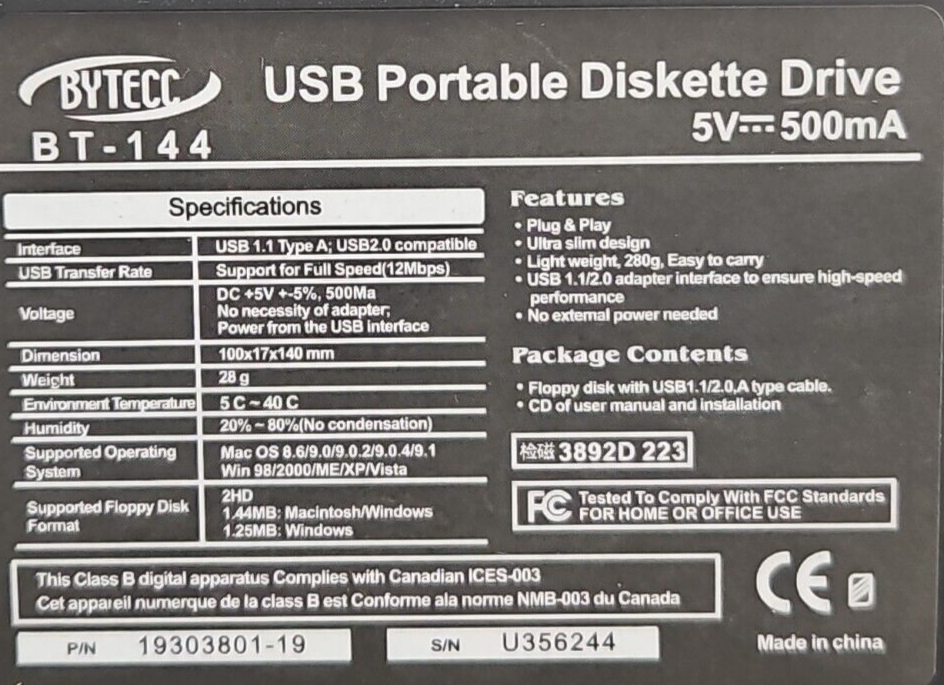 BYTECC
BT-144
USB Portable Diskette Drive
5V⎓500mA
Specifications
Interface USB 1.1 Type A; USB2.0 compatible
USB Transfer Rate Support for Full Speed(12Mbps)
Voltage DC +5V +-5%, 500Ma
No necessity of adapter;
Power from the USB interface
Dimension 100x17x140 mm
Weight 28 g
Environment Temperature 5 C ~ 40 C
Humidity 20% ~ 80%(No condensation)
Supported Operating System Mac OS 8.6/9.0/9.0.2/9.0.4/9.1
Win 98/2000/ME/XP/Vista
Supported Floppy Disk Format 2HD
1.44MB: Macintosh/Windows
1.25MB: Windows
Features
• Plug & Play
• Ultra slim design
• Light weight, 280g, Easy to carry
• USB 1.1/2.0 adapter interface to ensure high-speed
performance
• No external power needed
Package Contents
• Floppy disk with USB1.1/2.0,A type cable.
• CD of user manual and installation
检磁 3892D 223
FC Tested To Comply With FCC Standards
FOR HOME OR OFFICE USE
This Class B digital apparatus Complies with Canadian ICES-003
Cet appareil numerque de la class B est Conforme ala norme NMB-003 du Canada
CE
P/N 19303801-19
S/N U356244
Made in china